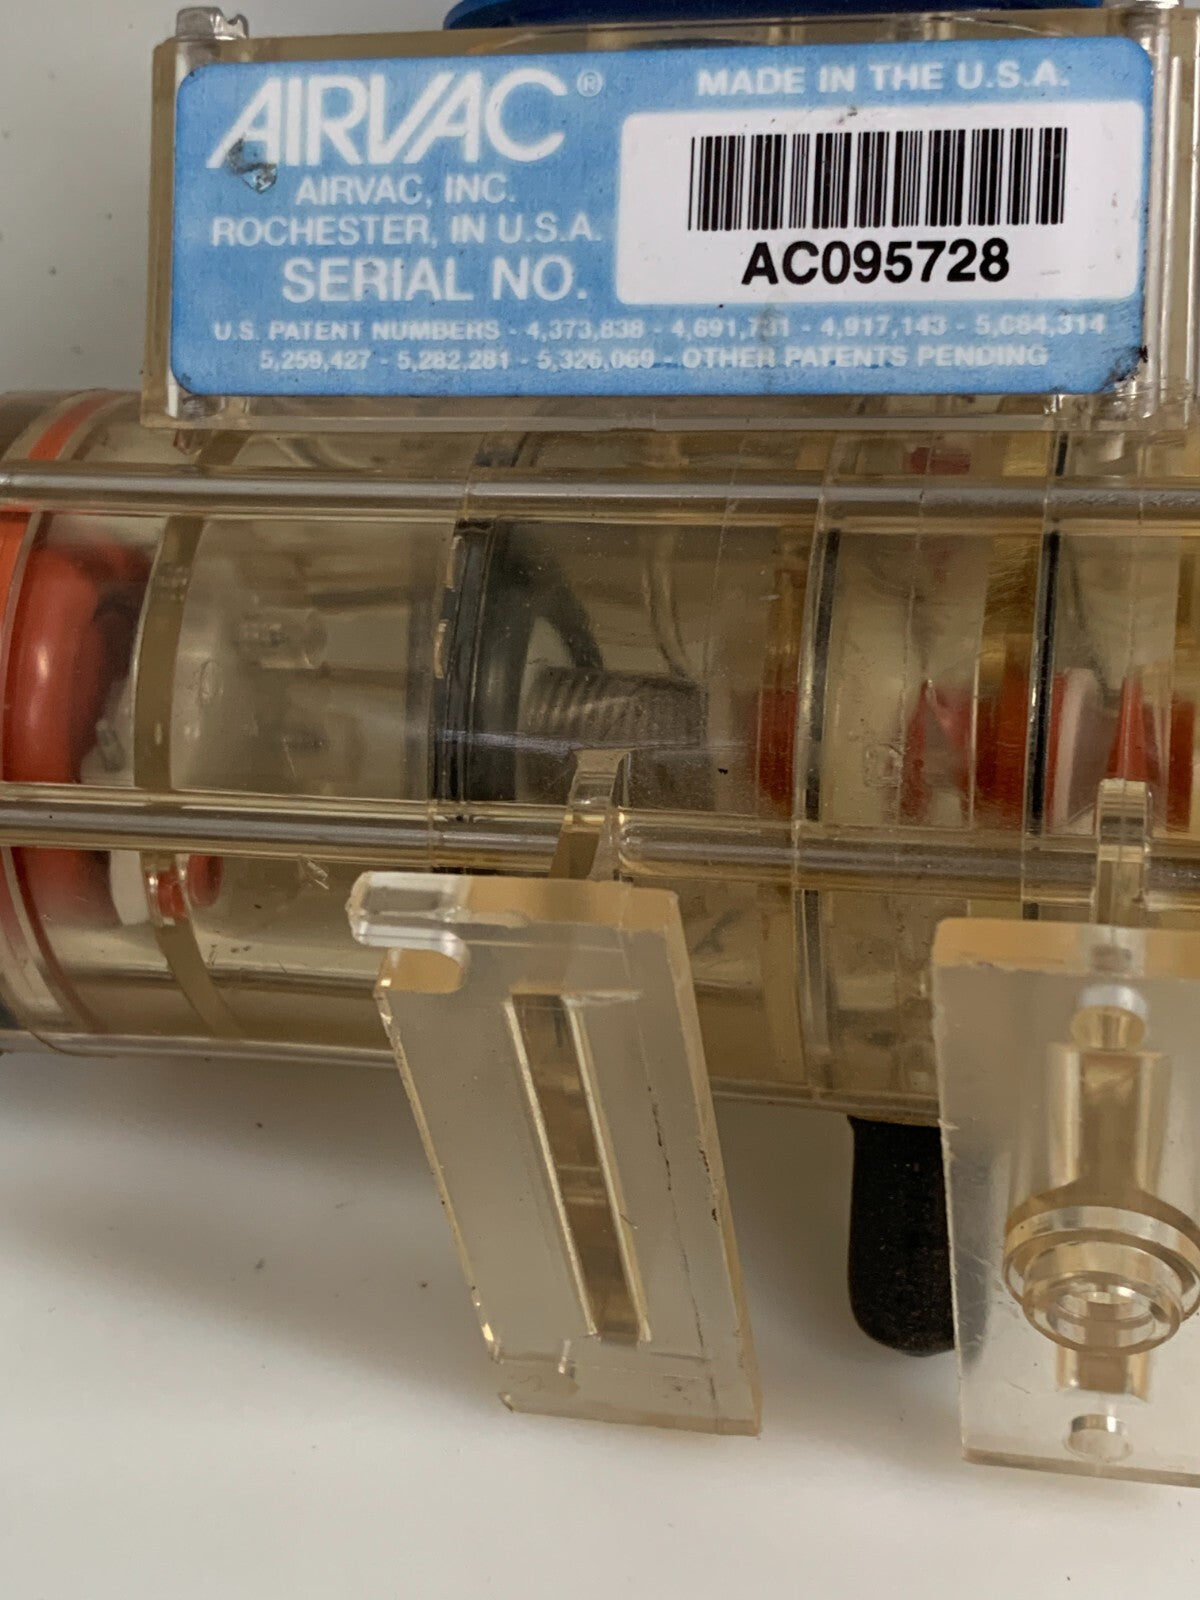 AIRVAC®
AIRVAC, INC.
ROCHESTER, IN U.S.A.
SERIAL NO.
MADE IN THE U.S.A.
AC095728
U.S. PATENT NUMBERS - 4,373,838 - 4,691,731 - 4,917,143 - 5,064,314
5,259,427 - 5,282,281 - 5,326,069 - OTHER PATENTS PENDING